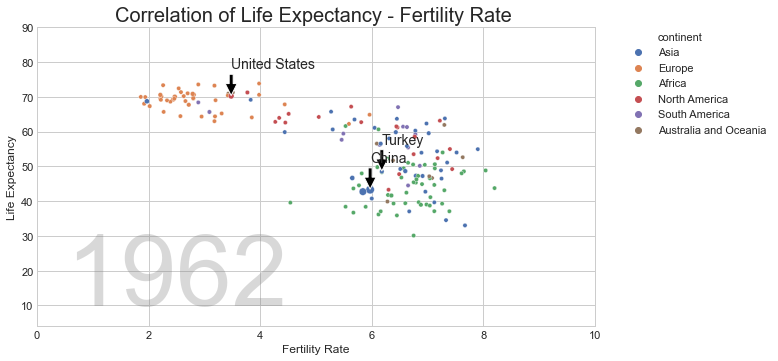 Correlation of Life Expectancy - Fertility Rate
90
80
70
60
50
40
30
20
10
Life Expectancy
United States
Turkey
China
1962
0
2
4
6
8
10
Fertility Rate
continent
Asia
Europe
Africa
North America
South America
Australia and Oceania